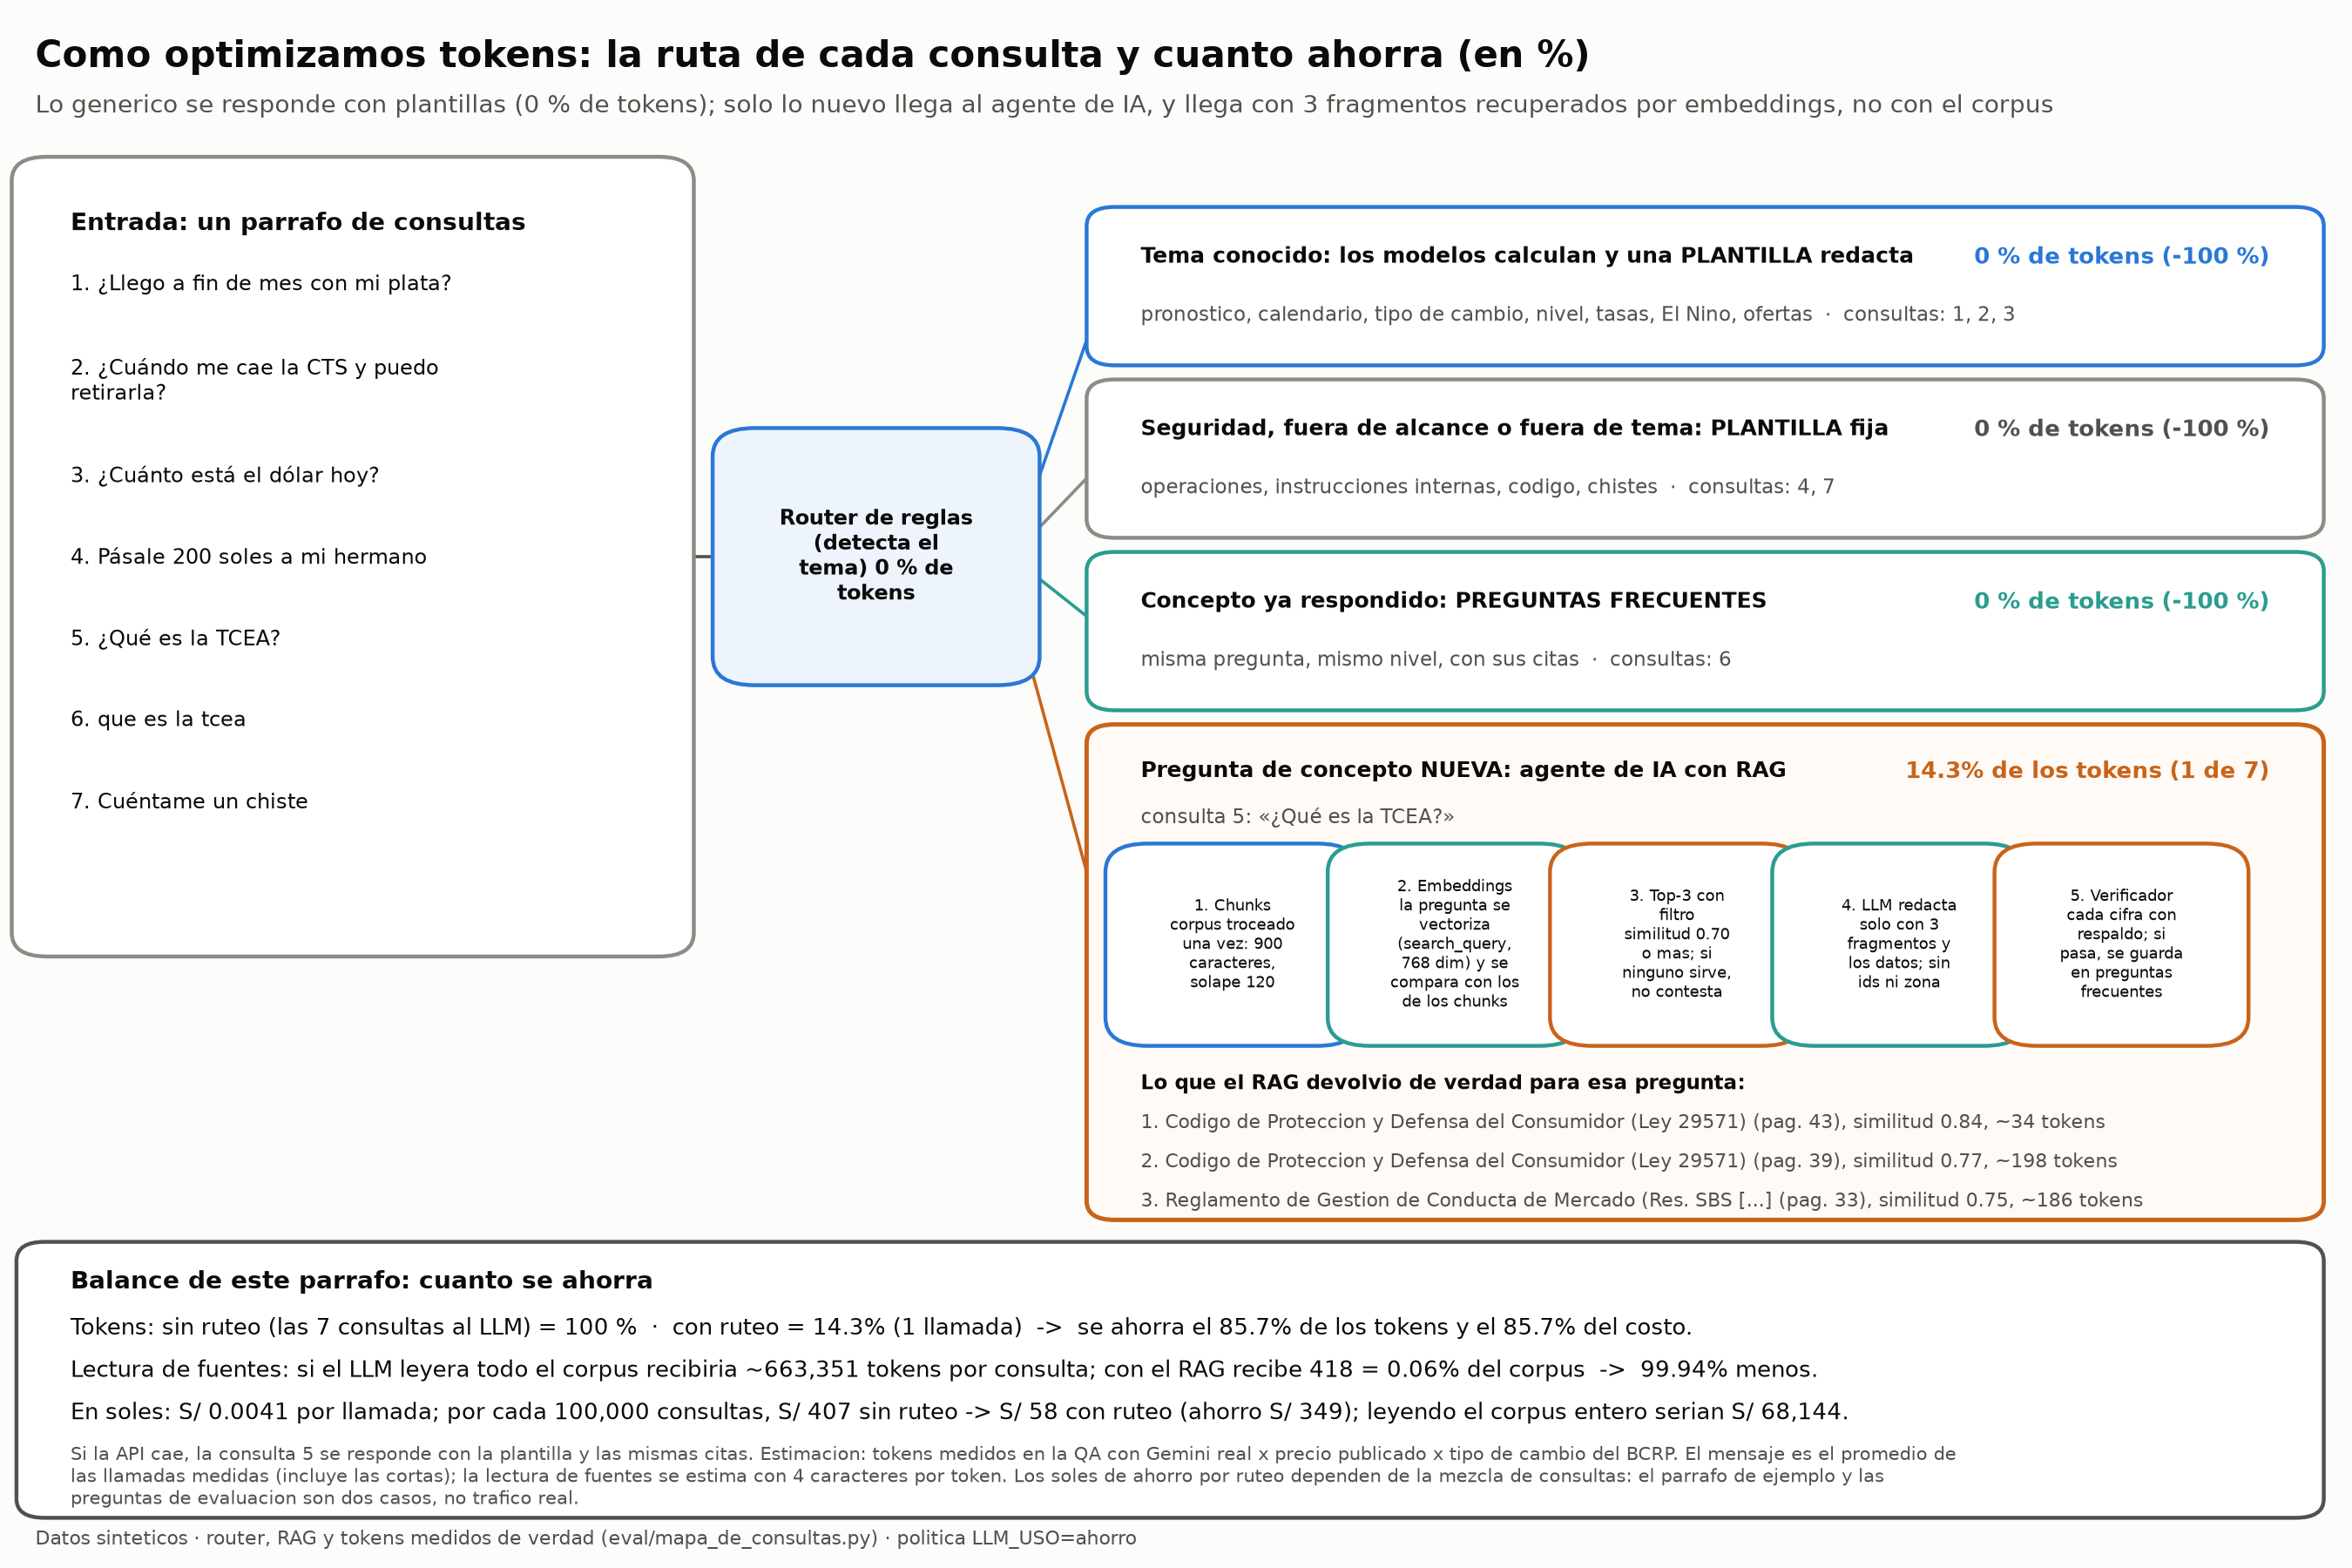 Como optimizamos tokens: la ruta de cada consulta y cuanto ahorra (en %)
Lo generico se responde con plantillas (0 % de tokens); solo lo nuevo llega al agente de IA, y llega con 3 fragmentos recuperados por embeddings, no con el corpus
Entrada: un parrafo de consultas
1. ¿Llego a fin de mes con mi plata?
2. ¿Cuándo me cae la CTS y puedo
retirarla?
3. ¿Cuánto está el dólar hoy?
4. Pásale 200 soles a mi hermano
5. ¿Qué es la TCEA?
6. que es la tcea
7. Cuéntame un chiste
Router de reglas
(detecta el
tema) 0 % de
tokens
Tema conocido: los modelos calculan y una PLANTILLA redacta
0 % de tokens (-100 %)
pronostico, calendario, tipo de cambio, nivel, tasas, El Nino, ofertas · consultas: 1, 2, 3
Seguridad, fuera de alcance o fuera de tema: PLANTILLA fija
0 % de tokens (-100 %)
operaciones, instrucciones internas, codigo, chistes · consultas: 4, 7
Concepto ya respondido: PREGUNTAS FRECUENTES
0 % de tokens (-100 %)
misma pregunta, mismo nivel, con sus citas · consultas: 6
Pregunta de concepto NUEVA: agente de IA con RAG
14.3% de los tokens (1 de 7)
consulta 5: «¿Qué es la TCEA?»
1. Chunks
corpus troceado
una vez: 900
caracteres,
solape 120
2. Embeddings
la pregunta se
vectoriza
(search_query,
768 dim) y se
compara con los
de los chunks
3. Top-3 con
filtro
similitud 0.70
o mas; si
ninguno sirve,
no contesta
4. LLM redacta
solo con 3
fragmentos y
los datos; sin
ids ni zona
5. Verificador
cada cifra con
respaldo; si
pasa, se guarda
en preguntas
frecuentes
Lo que el RAG devolvio de verdad para esa pregunta:
1. Codigo de Proteccion y Defensa del Consumidor (Ley 29571) (pag. 43), similitud 0.84, ~34 tokens
2. Codigo de Proteccion y Defensa del Consumidor (Ley 29571) (pag. 39), similitud 0.77, ~198 tokens
3. Reglamento de Gestion de Conducta de Mercado (Res. SBS [...] (pag. 33), similitud 0.75, ~186 tokens
Balance de este parrafo: cuanto se ahorra
Tokens: sin ruteo (las 7 consultas al LLM) = 100 % · con ruteo = 14.3% (1 llamada) -> se ahorra el 85.7% de los tokens y el 85.7% del costo.
Lectura de fuentes: si el LLM leyera todo el corpus recibiria ~663,351 tokens por consulta; con el RAG recibe 418 = 0.06% del corpus -> 99.94% menos.
En soles: S/ 0.0041 por llamada; por cada 100,000 consultas, S/ 407 sin ruteo -> S/ 58 con ruteo (ahorro S/ 349); leyendo el corpus entero serian S/ 68,144.
Si la API cae, la consulta 5 se responde con la plantilla y las mismas citas. Estimacion: tokens medidos en la QA con Gemini real x precio publicado x tipo de cambio del BCRP. El mensaje es el promedio de
las llamadas medidas (incluye las cortas); la lectura de fuentes se estima con 4 caracteres por token. Los soles de ahorro por ruteo dependen de la mezcla de consultas: el parrafo de ejemplo y las
preguntas de evaluacion son dos casos, no trafico real.
Datos sinteticos · router, RAG y tokens medidos de verdad (eval/mapa_de_consultas.py) · politica LLM_USO=ahorro